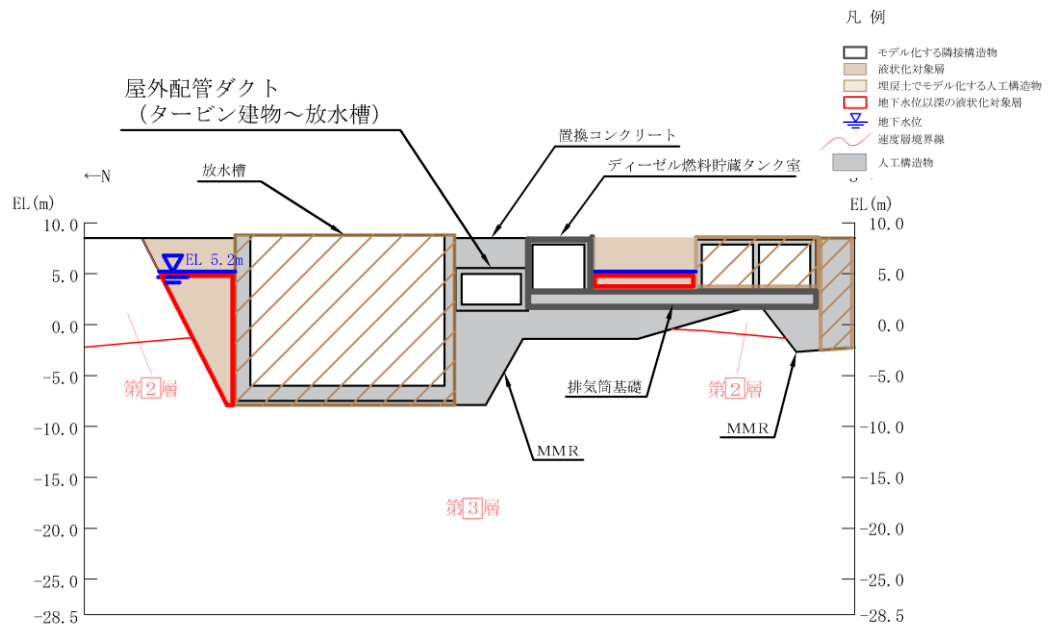 凡 例
モデル化する隣接構造物
液状化対象層
埋戻土でモデル化する人工構造物
地下水位以深の液状化対象層
地下水位
速度層境界線
人工構造物
屋外配管ダクト
（タービン建物～放水槽）
置換コンクリート
ディーゼル燃料貯蔵タンク室
放水槽
←N
EL(m)
EL(m)
10.0
5.0
0.0
-5.0
-10.0
-15.0
-20.0
-25.0
-28.5
10.0
5.0
0.0
-5.0
-10.0
-15.0
-20.0
-25.0
-28.5
EL 5.2m
第2層
排気筒基礎
第2層
MMR
MMR
第3層